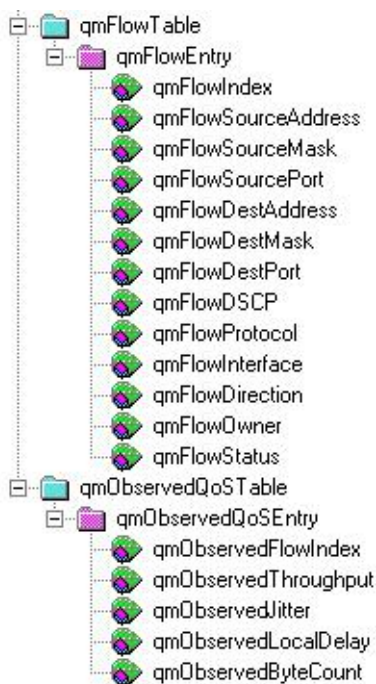 qmFlowTable
qmFlowEntry
qmFlowIndex
qmFlowSourceAddress
qmFlowSourceMask
qmFlowSourcePort
qmFlowDestAddress
qmFlowDestMask
qmFlowDestPort
qmFlowDSCP
qmFlowProtocol
qmFlowInterface
qmFlowDirection
qmFlowOwner
qmFlowStatus
qmObservedQoSTable
qmObservedQoSEntry
qmObservedFlowIndex
qmObservedThroughput
qmObservedJitter
qmObservedLocalDelay
qmObservedByteCount